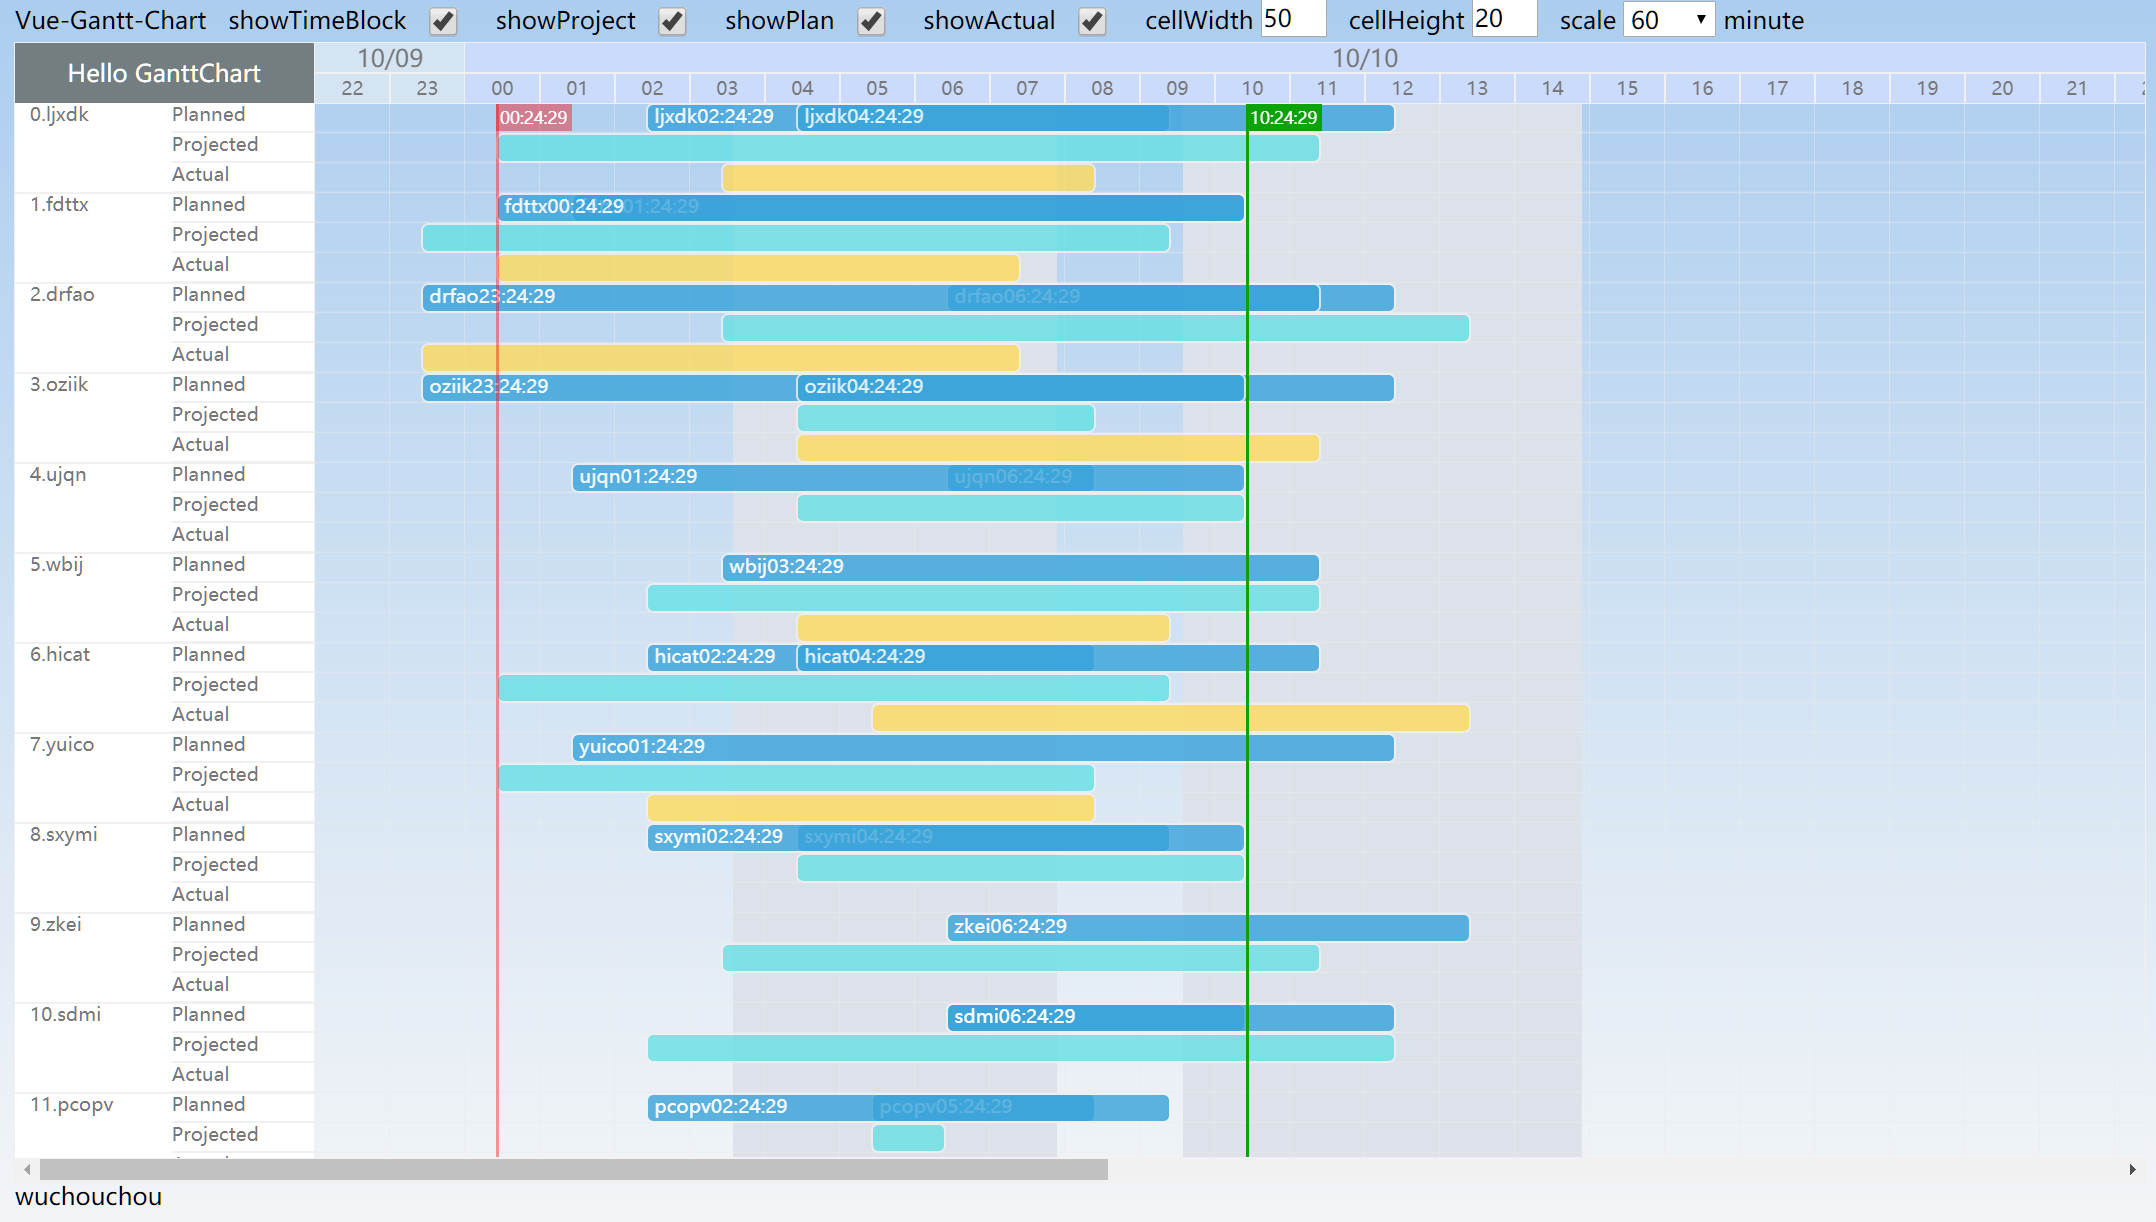 Vue-Gantt-Chart showTimeBlock showProject showPlan showActual cellWidth 50 cellHeight 20 scale 60 minute
Hello GanttChart
10/09 10/10
22 23 00 01 02 03 04 05 06 07 08 09 10 11 12 13 14 15 16 17 18 19 20 21
0.ljxdk Planned 00:24:29 ljxdk02:24:29 ljxdk04:24:29 10:24:29
Projected
Actual
1.fdttx Planned fdttx00:24:29 01:24:29
Projected
Actual
2.drfao Planned drfao23:24:29 drfao06:24:29
Projected
Actual
3.oziik Planned oziik23:24:29 oziik04:24:29
Projected
Actual
4.ujqn Planned ujqn01:24:29 ujqn06:24:29
Projected
Actual
5.wbij Planned wbij03:24:29
Projected
Actual
6.hicat Planned hicat02:24:29 hicat04:24:29
Projected
Actual
7.yuico Planned yuico01:24:29
Projected
Actual
8.sxymi Planned sxymi02:24:29 sxymi04:24:29
Projected
Actual
9.zkei Planned zkei06:24:29
Projected
Actual
10.sdmi Planned sdmi06:24:29
Projected
Actual
11.pcopv Planned pcopv02:24:29 pcopv05:24:29
Projected
wuchouchou